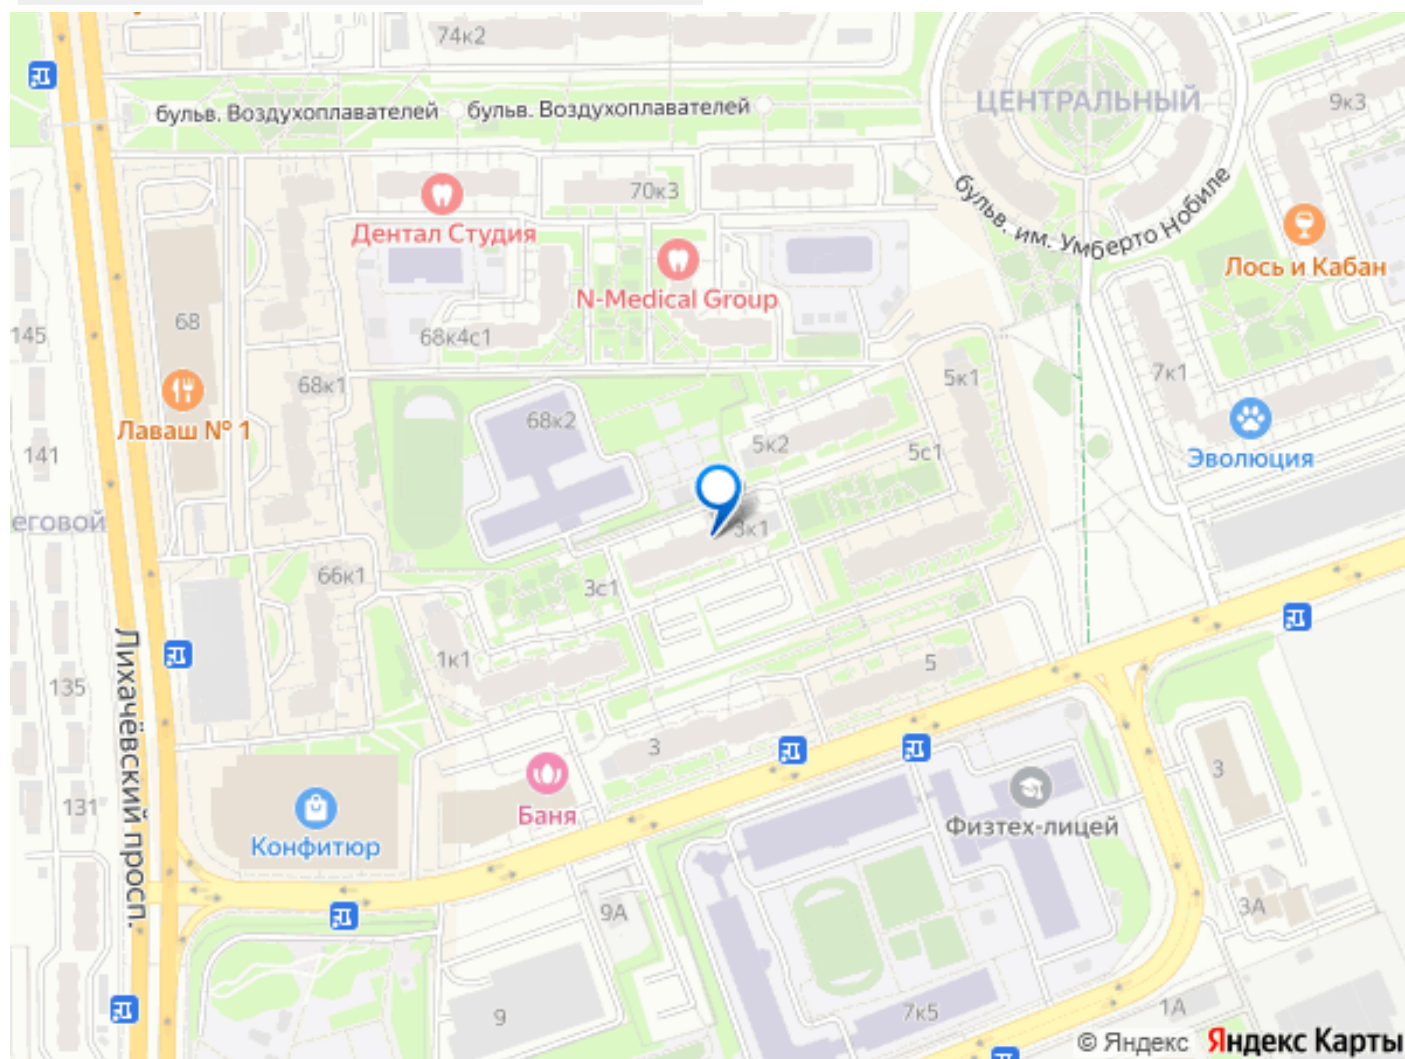 74к2
бульв. Воздухоплавателей
бульв. Воздухоплавателей
ЦЕНТРАЛЬНЫЙ
9к3
70к3
бульв. им. Умберто Нобиле
Дентал Студия
N-Medical Group
Лось и Кабан
145
68
68к4с1
68к1
5к1
7к1
Лаваш № 1
68к2
5к2
5с1
141
Эволюция
еговой
3к1
66к1
3с1
1к1
5
135
Лихачёвский просп.
3
3
131
Баня
Конфитюр
Физтех-лицей
9А
3А
9
7к5
1А
© Яндекс Яндекс Карты